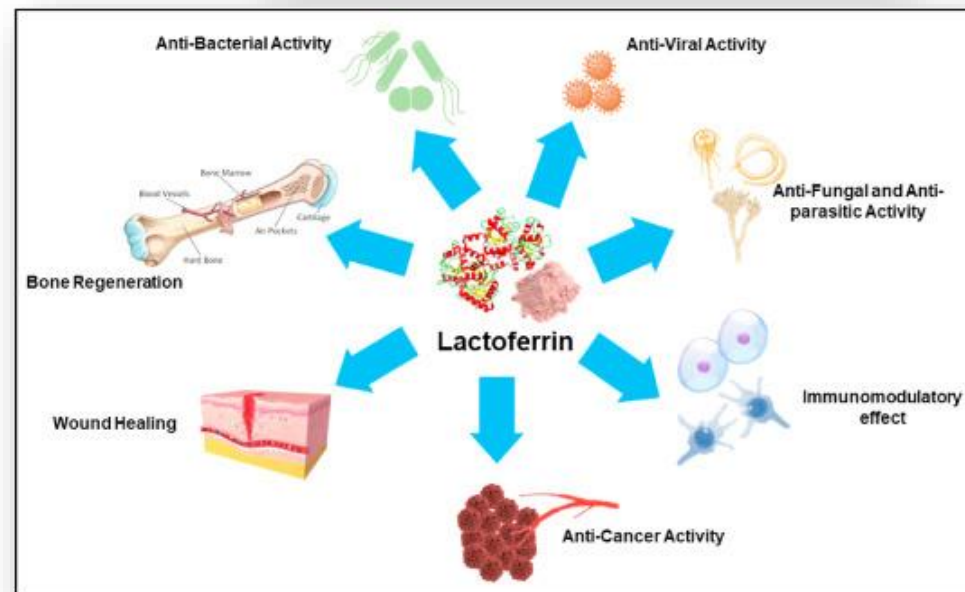 Anti-Bacterial Activity
Anti-Viral Activity
Bone Marrow
Blood Vessels
Cartilage
Air Pockets
Hard Bone
Bone Regeneration
Anti-Fungal and Anti-
parasitic Activity
Lactoferrin
Wound Healing
Immunomodulatory
effect
Anti-Cancer Activity